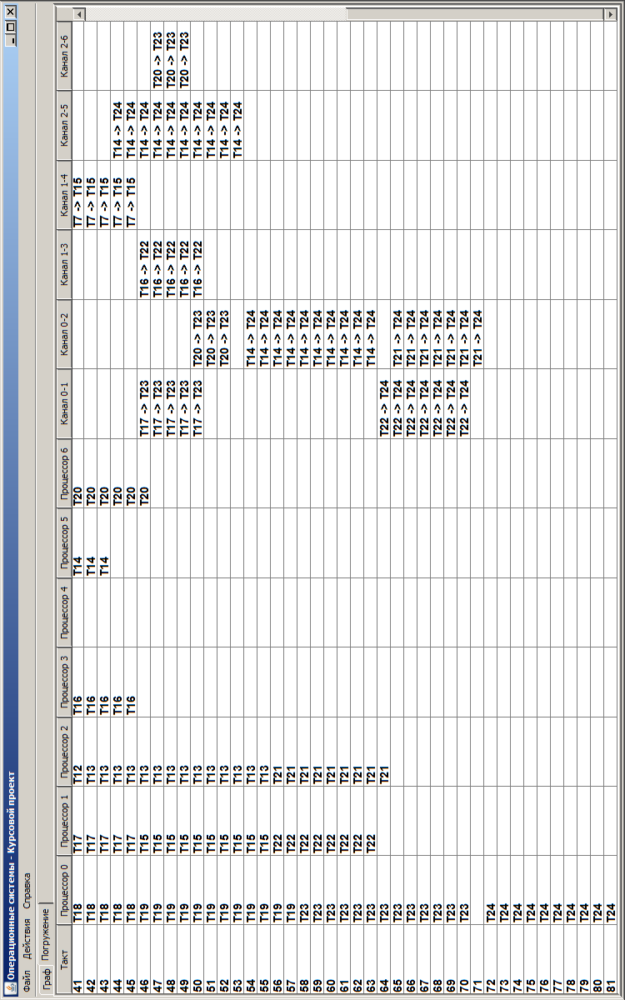 Операционные системы - Курсовой проект
Файл Действия Справка
Граф Погружение
Такт Процессор 0 Процессор 1 Процессор 2 Процессор 3 Процессор 4 Процессор 5 Процессор 6 Канал 0-1 Канал 0-2 Канал 1-3 Канал 1-4 Канал 2-5 Канал 2-6
41 T18 T17 T12 T16 T14 T20 T7 -> T15
42 T18 T17 T13 T16 T14 T20 T7 -> T15
43 T18 T17 T13 T16 T14 T20 T7 -> T15
44 T18 T17 T13 T16 T20 T7 -> T15 T14 -> T24
45 T18 T17 T13 T16 T20 T7 -> T15 T14 -> T24
46 T19 T15 T13 T20 T17 -> T23 T16 -> T22 T14 -> T24
47 T19 T15 T13 T17 -> T23 T16 -> T22 T14 -> T24 T20 -> T23
48 T19 T15 T13 T17 -> T23 T16 -> T22 T14 -> T24 T20 -> T23
49 T19 T15 T13 T17 -> T23 T16 -> T22 T14 -> T24 T20 -> T23
50 T19 T15 T13 T17 -> T23 T20 -> T23 T16 -> T22 T14 -> T24
51 T19 T15 T13 T20 -> T23 T14 -> T24
52 T19 T15 T13 T20 -> T23 T14 -> T24
53 T19 T15 T13 T14 -> T24
54 T19 T15 T13 T14 -> T24
55 T19 T15 T13 T14 -> T24
56 T19 T22 T21 T14 -> T24
57 T19 T22 T21 T14 -> T24
58 T23 T22 T21 T14 -> T24
59 T23 T22 T21 T14 -> T24
60 T23 T22 T21 T14 -> T24
61 T23 T22 T21 T14 -> T24
62 T23 T22 T21 T14 -> T24
63 T23 T22 T21 T14 -> T24
64 T23 T21 T22 -> T24
65 T23 T22 -> T24 T21 -> T24
66 T23 T22 -> T24 T21 -> T24
67 T23 T22 -> T24 T21 -> T24
68 T23 T22 -> T24 T21 -> T24
69 T23 T22 -> T24 T21 -> T24
70 T23 T22 -> T24 T21 -> T24
71 T21 -> T24
72 T24
73 T24
74 T24
75 T24
76 T24
77 T24
78 T24
79 T24
80 T24
81 T24